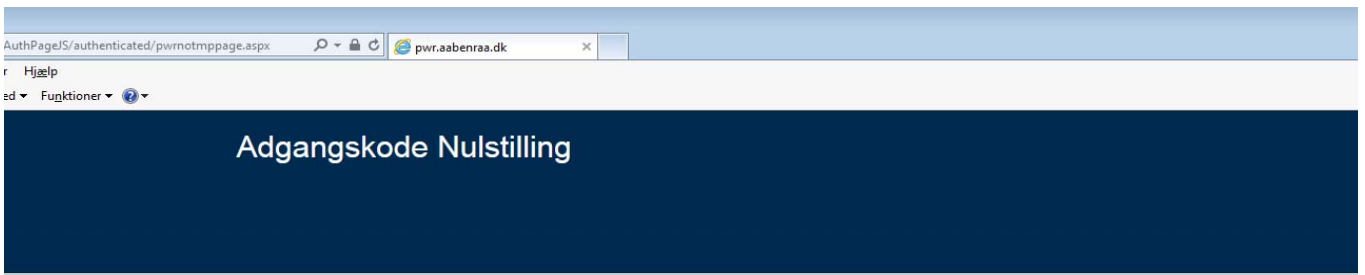 AuthPageJS/authenticated/pwrnotmppage.aspx
pwr.aabenraa.dk
r Hjælp
ed Funktioner
Adgangskode Nulstilling